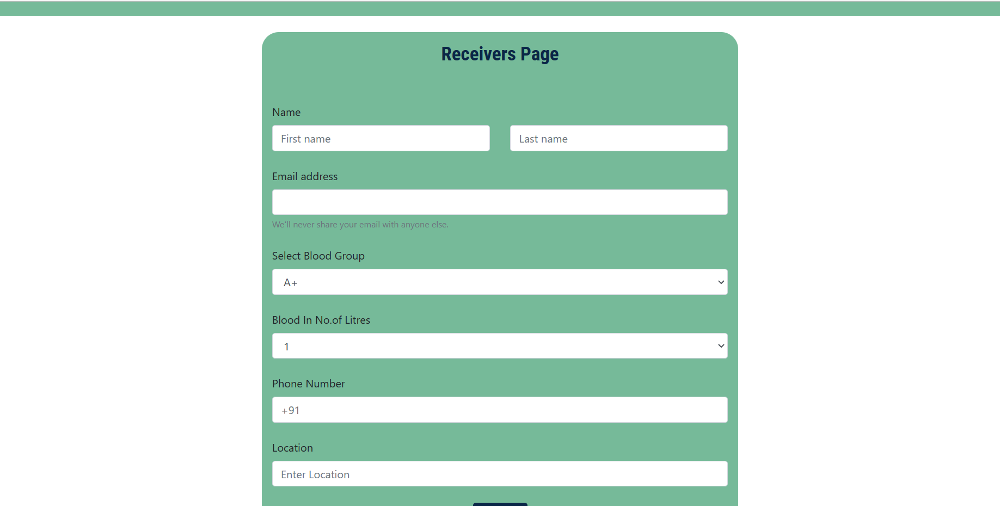 Receivers Page
Name
First name Last name
Email address
We'll never share your email with anyone else.
Select Blood Group
A+
Blood In No.of Litres
1
Phone Number
+91
Location
Enter Location